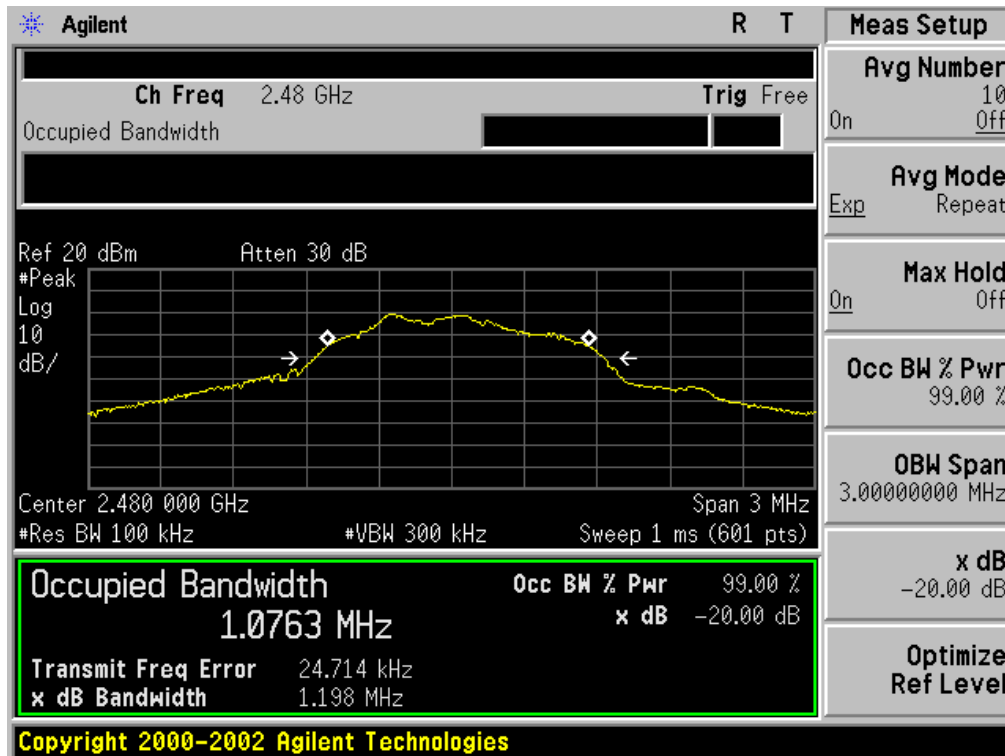 Agilent R T
Ch Freq 2.48 GHz Trig Free
Occupied Bandwidth
Ref 20 dBm Atten 30 dB
#Peak
Log
10
dB/
Center 2.480 000 GHz Span 3 MHz
#Res BW 100 kHz #VBW 300 kHz Sweep 1 ms (601 pts)
Occupied Bandwidth Occ BW % Pwr 99.00 %
1.0763 MHz x dB -20.00 dB
Transmit Freq Error 24.714 kHz
x dB Bandwidth 1.198 MHz
Copyright 2000-2002 Agilent Technologies
Meas Setup
Avg Number
10
On Off
Avg Mode
Exp Repeat
Max Hold
On Off
Occ BW % Pwr
99.00 %
OBW Span
3.00000000 MHz
x dB
-20.00 dB
Optimize
Ref Level